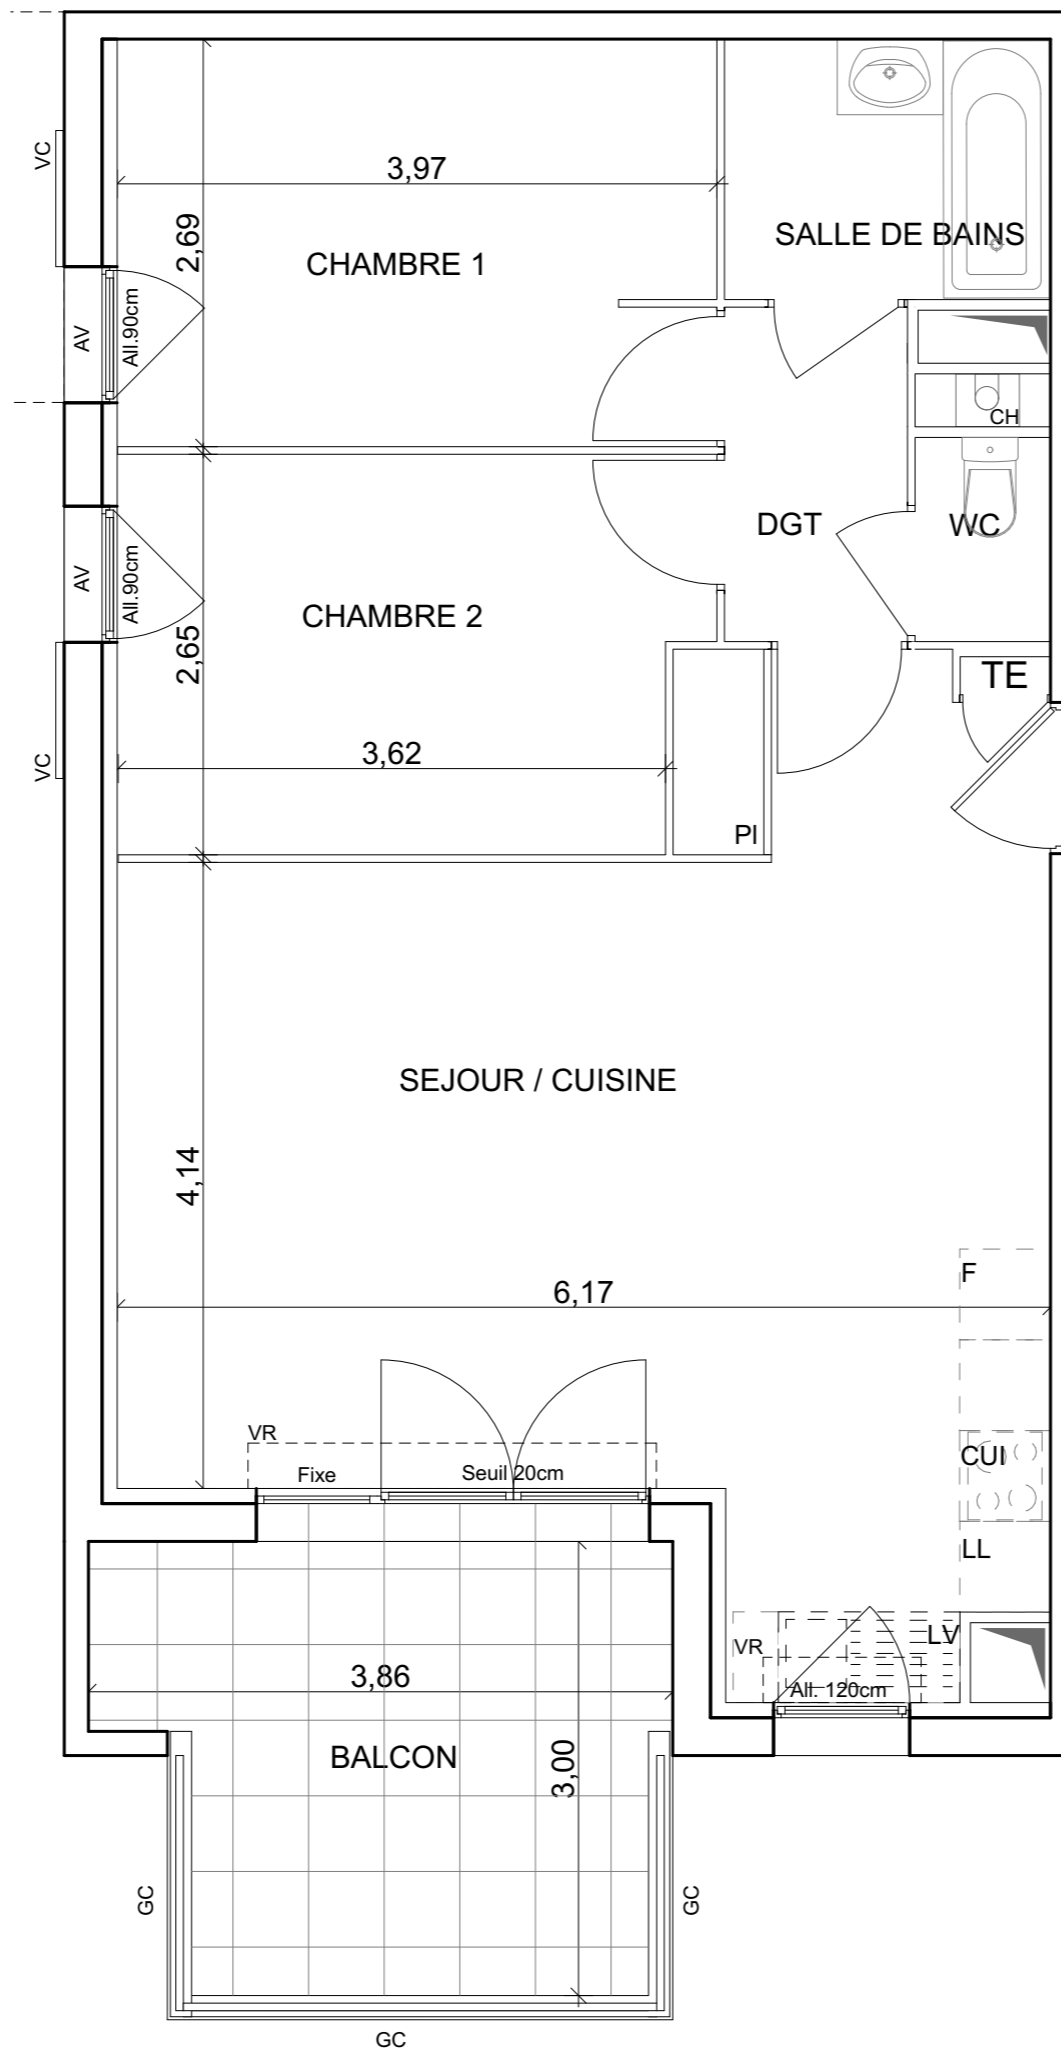 VC
3,97
2,69
SALLE DE BAINS
CHAMBRE 1
AV
All.90cm
CH
DGT
WC
AV
All.90cm
CHAMBRE 2
2,65
TE
VC
3,62
Pl
SEJOUR / CUISINE
4,14
F
6,17
VR
Fixe
Seuil 20cm
CUI
LL
VR
LV
All. 120cm
3,86
BALCON
3,00
GC
GC
GC